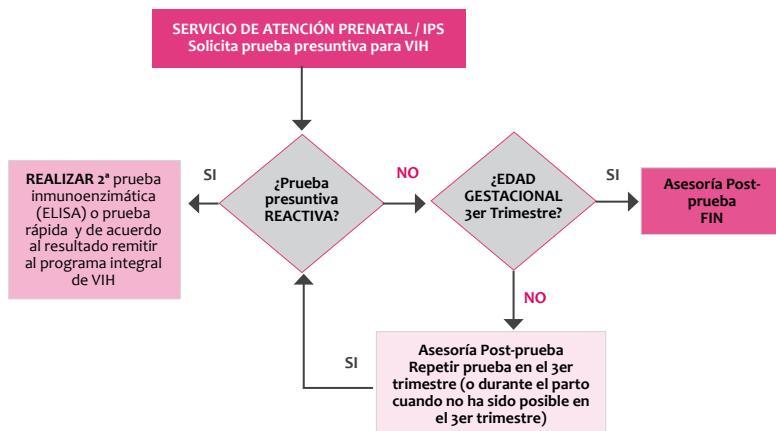 SERVICIO DE ATENCIÓN PRENATAL / IPS
Solicita prueba presuntiva para VIH
REALIZAR 2ª prueba
inmunoenzimática
(ELISA) o prueba
rápida y de acuerdo
al resultado remitir
al programa integral
de VIH
SI
¿Prueba
presuntiva
REACTIVA?
NO
¿EDAD
GESTACIONAL
3er Trimestre?
SI
Asesoría Post-
prueba
FIN
NO
SI
Asesoría Post-prueba
Repetir prueba en el 3er
trimestre (o durante el parto
cuando no ha sido posible en
el 3er trimestre)